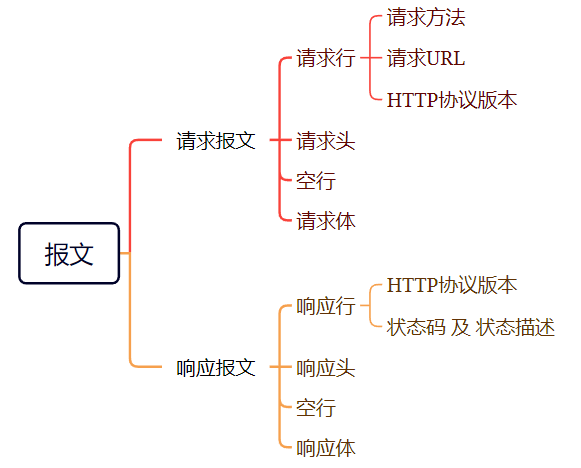 报文
请求报文
请求行
请求方法
请求URL
HTTP协议版本
请求头
空行
请求体
响应报文
响应行
HTTP协议版本
状态码 及 状态描述
响应头
空行
响应体